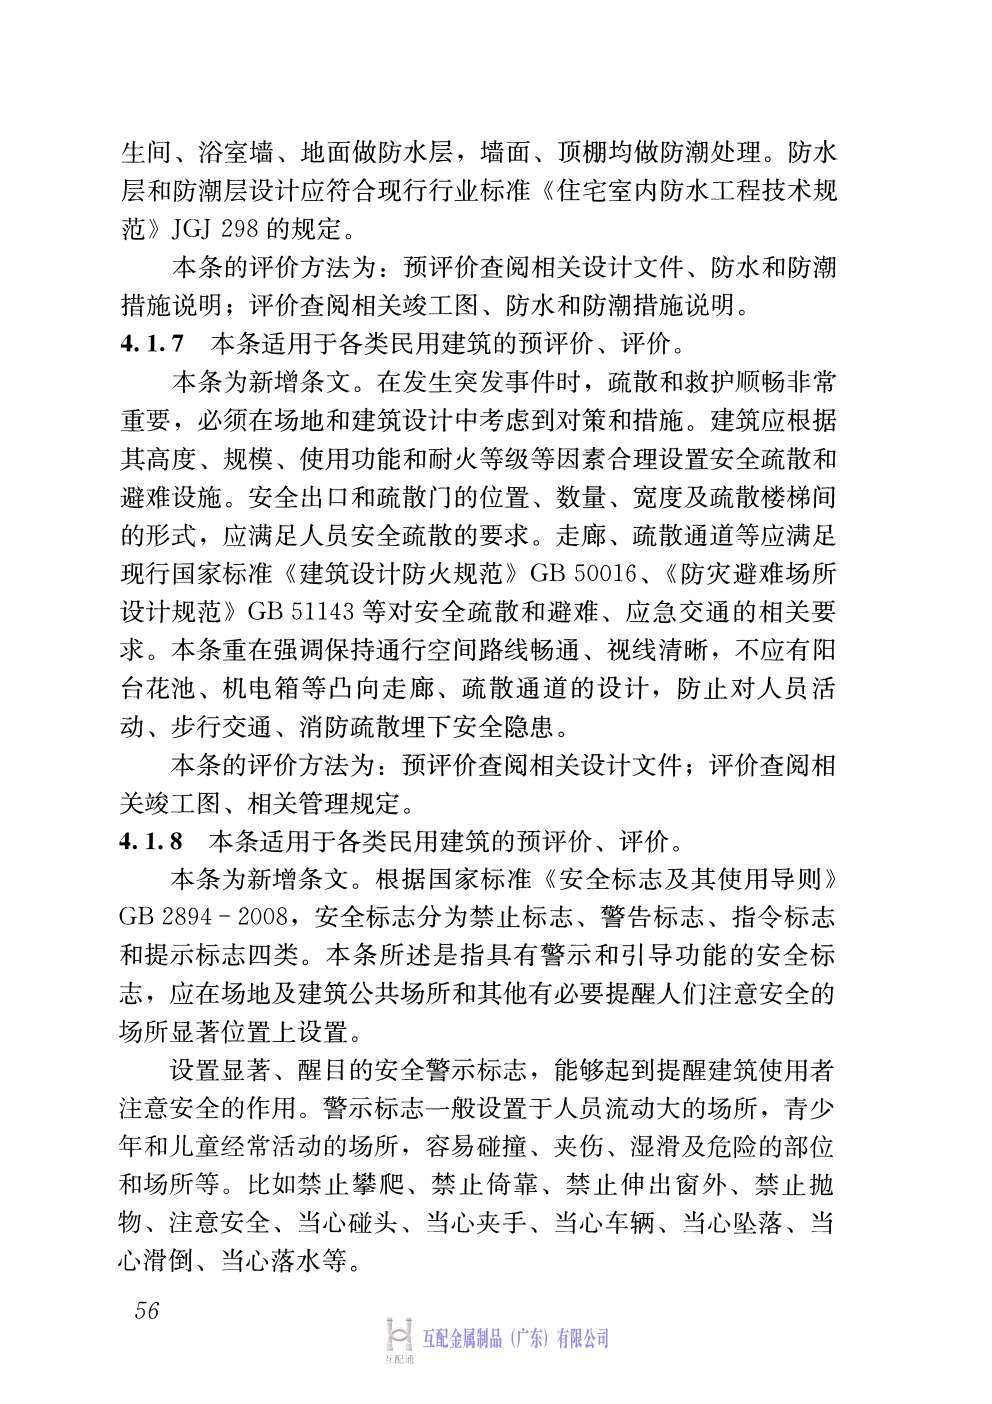 生间、浴室墙、地面做防水层，墙面、顶棚均做防潮处理。防水
层和防潮层设计应符合现行行业标准《住宅室内防水工程技术规
范》JGJ 298 的规定。
本条的评价方法为：预评价查阅相关设计文件、防水和防潮
措施说明；评价查阅相关竣工图、防水和防潮措施说明。
4.1.7 本条适用于各类民用建筑的预评价、评价。
本条为新增条文。在发生突发事件时，疏散和救护顺畅非常
重要，必须在场地和建筑设计中考虑到对策和措施。建筑应根据
其高度、规模、使用功能和耐火等级等因素合理设置安全疏散和
避难设施。安全出口和疏散门的位置、数量、宽度及疏散楼梯间
的形式，应满足人员安全疏散的要求。走廊、疏散通道等应满足
现行国家标准《建筑设计防火规范》GB 50016、《防灾避难场所
设计规范》GB 51143 等对安全疏散和避难、应急交通的相关要
求。本条重在强调保持通行空间路线畅通、视线清晰，不应有阳
台花池、机电箱等凸向走廊、疏散通道的设计，防止对人员活
动、步行交通、消防疏散埋下安全隐患。
本条的评价方法为：预评价查阅相关设计文件；评价查阅相
关竣工图、相关管理规定。
4.1.8 本条适用于各类民用建筑的预评价、评价。
本条为新增条文。根据国家标准《安全标志及其使用导则》
GB 2894－2008，安全标志分为禁止标志、警告标志、指令标志
和提示标志四类。本条所述是指具有警示和引导功能的安全标
志，应在场地及建筑公共场所和其他有必要提醒人们注意安全的
场所显著位置上设置。
设置显著、醒目的安全警示标志，能够起到提醒建筑使用者
注意安全的作用。警示标志一般设置于人员流动大的场所，青少
年和儿童经常活动的场所，容易碰撞、夹伤、湿滑及危险的部位
和场所等。比如禁止攀爬、禁止倚靠、禁止伸出窗外、禁止抛
物、注意安全、当心碰头、当心夹手、当心车辆、当心坠落、当
心滑倒、当心落水等。
56
互配金属制品（广东）有限公司
互配通